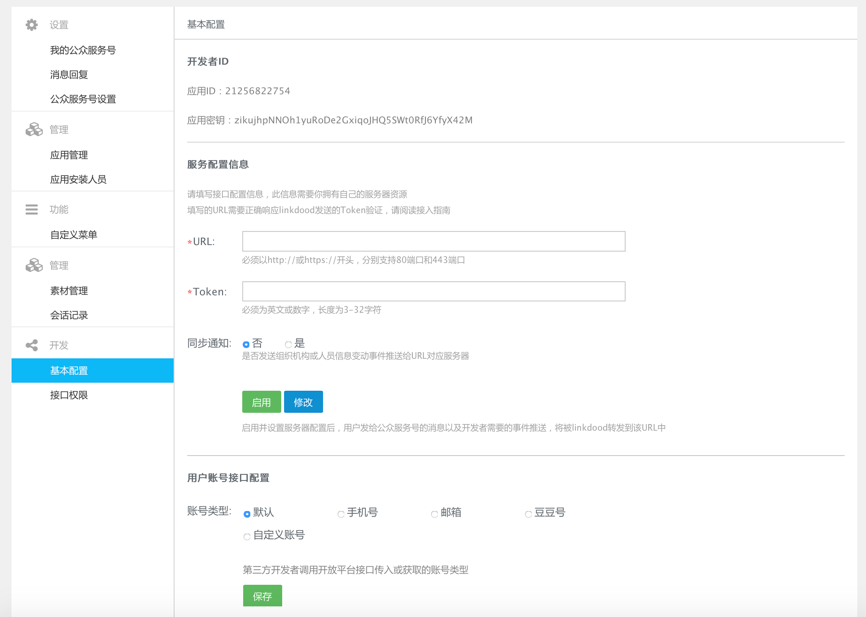 设置
我的公众服务号
消息回复
公众服务号设置
管理
应用管理
应用安装人员
功能
自定义菜单
管理
素材管理
会话记录
开发
基本配置
接口权限
基本配置
开发者ID
应用ID：21256822754
应用密钥：zikujhpNNOh1yuRoDe2GxiqoJHQ5SWt0RfJ6YfyX42M
服务配置信息
请填写接口配置信息，此信息需要你拥有自己的服务器资源
填写的URL需要正确响应linkdood发送的Token验证，请阅读接入指南
*URL:
必须以http://或https://开头，分别支持80端口和443端口
*Token:
必须为英文或数字，长度为3-32字符
同步通知: 否 是
是否发送组织机构或人员信息变动事件推送给URL对应服务器
启用 修改
启用并设置服务器配置后，用户发给公众服务号的消息以及开发者需要的事件推送，将被linkdood转发到该URL中
用户账号接口配置
账号类型: 默认 手机号 邮箱 豆豆号
自定义账号
第三方开发者调用开放平台接口传入或获取的账号类型
保存